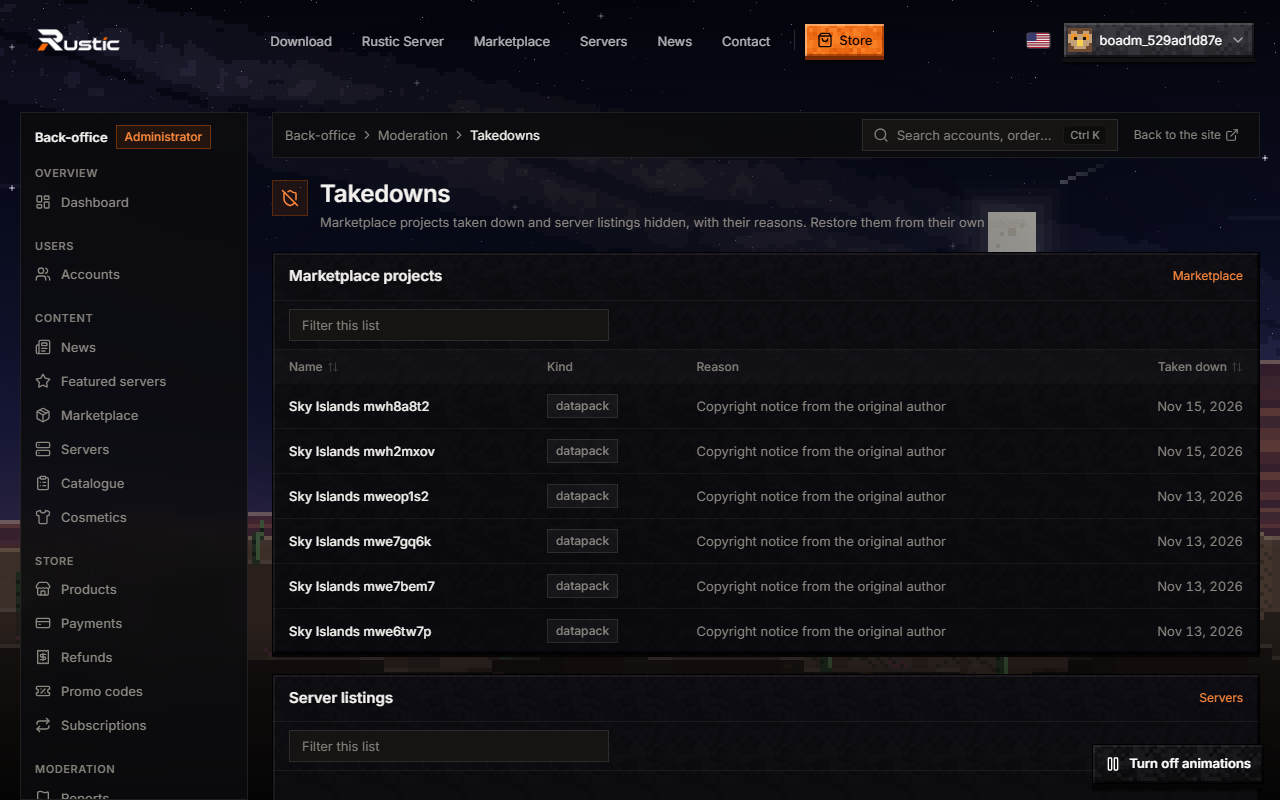 Rustic
Download
Rustic Server
Marketplace
Servers
News
Contact
Store
boadm_529ad1d87e
Back-office
Administrator
OVERVIEW
Dashboard
USERS
Accounts
CONTENT
News
Featured servers
Marketplace
Servers
Catalogue
Cosmetics
STORE
Products
Payments
Refunds
Promo codes
Subscriptions
MODERATION
Reports
Back-office > Moderation > Takedowns
Search accounts, order... Ctrl K
Back to the site
Takedowns
Marketplace projects taken down and server listings hidden, with their reasons. Restore them from their own
Marketplace projects
Marketplace
Filter this list
Name Kind Reason Taken down
Sky Islands mwh8a8t2 datapack Copyright notice from the original author Nov 15, 2026
Sky Islands mwh2mxov datapack Copyright notice from the original author Nov 15, 2026
Sky Islands mweop1s2 datapack Copyright notice from the original author Nov 13, 2026
Sky Islands mwe7gq6k datapack Copyright notice from the original author Nov 13, 2026
Sky Islands mwe7bem7 datapack Copyright notice from the original author Nov 13, 2026
Sky Islands mwe6tw7p datapack Copyright notice from the original author Nov 13, 2026
Server listings
Servers
Filter this list
Turn off animations